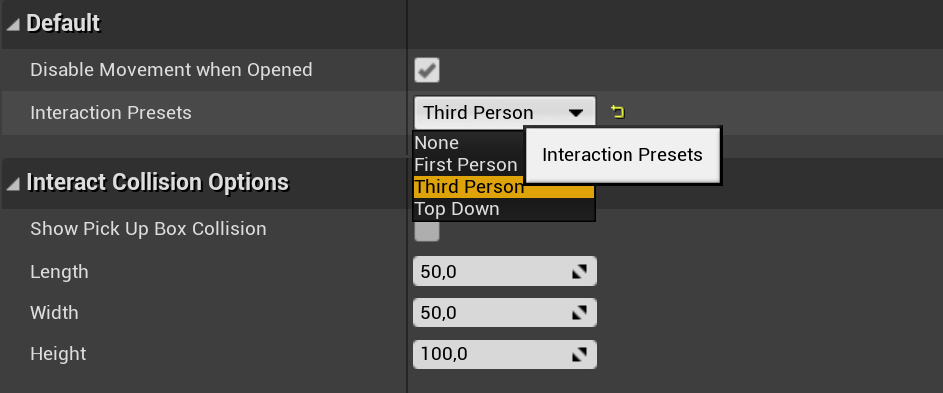 Default
Disable Movement when Opened
Interaction Presets
Third Person
None
First Person
Third Person
Top Down
Interaction Presets
Interact Collision Options
Show Pick Up Box Collision
Length
50,0
Width
50,0
Height
100,0